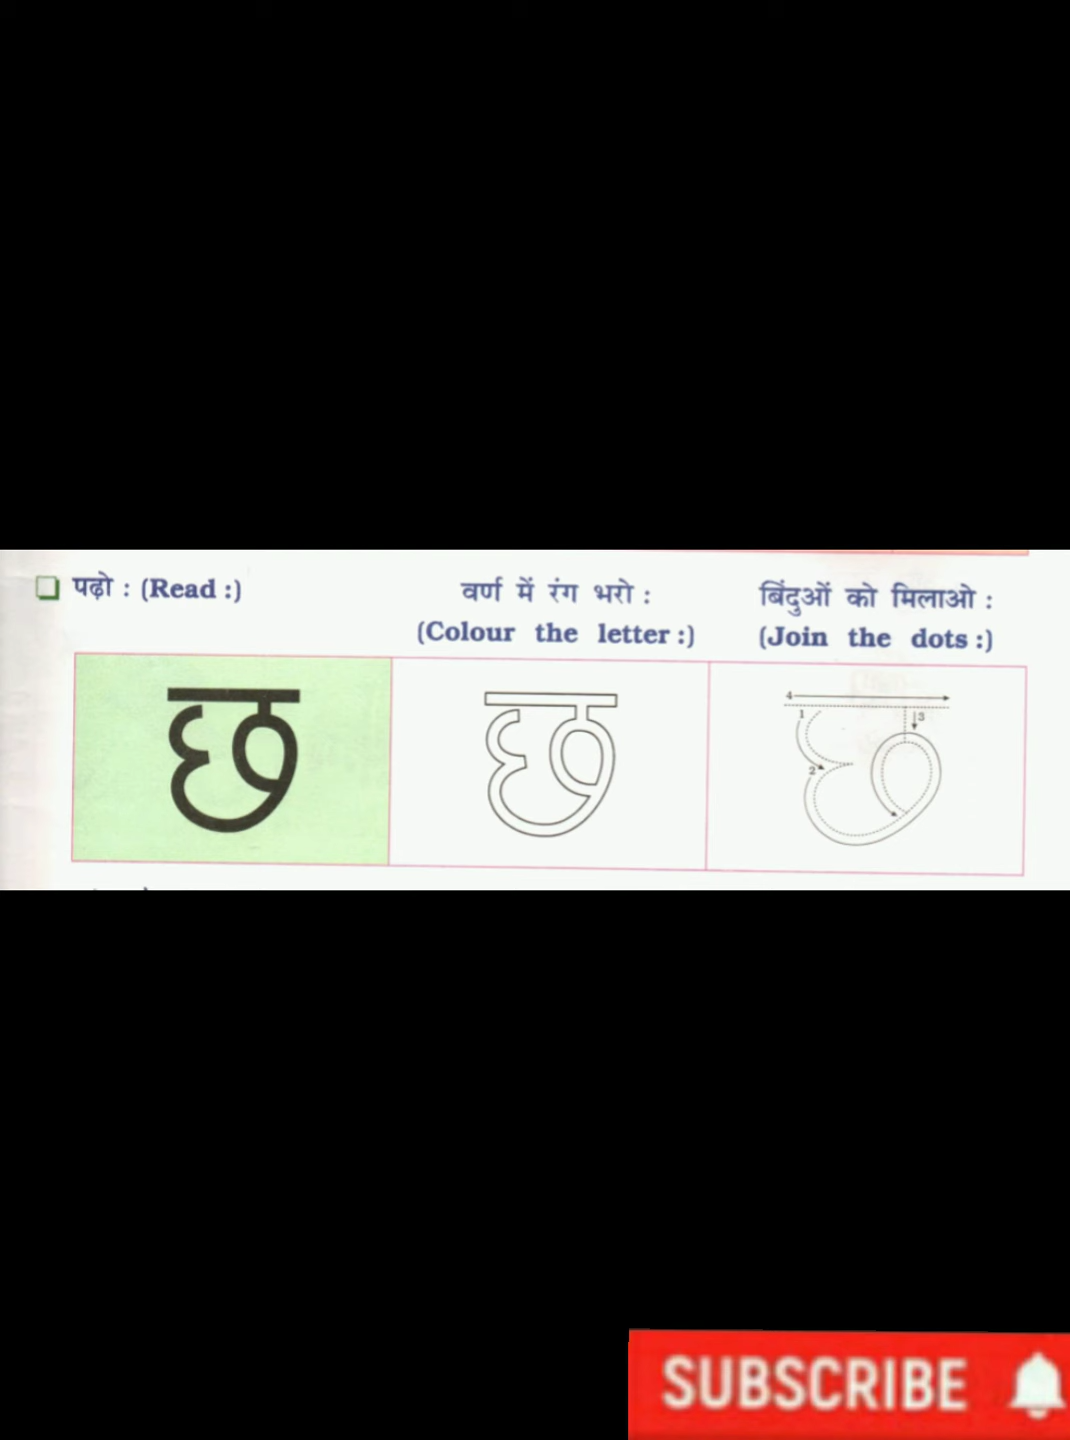 पढ़ो : (Read :)
वर्ण में रंग भरो :
(Colour the letter :)
बिंदुओं को मिलाओ :
(Join the dots :)
छ
छ
4
1
3
2
छ
SUBSCRIBE